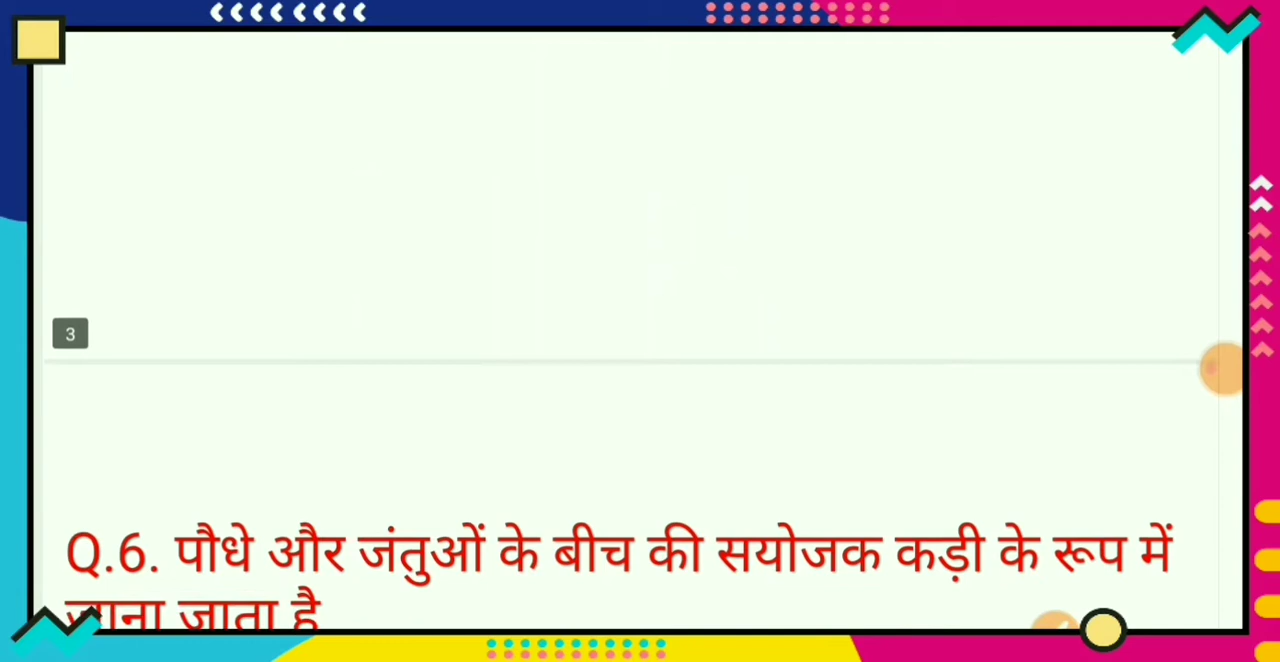 3
Q.6. पौधे और जंतुओं के बीच की सयोजक कड़ी के रूप में
जाना जाता है